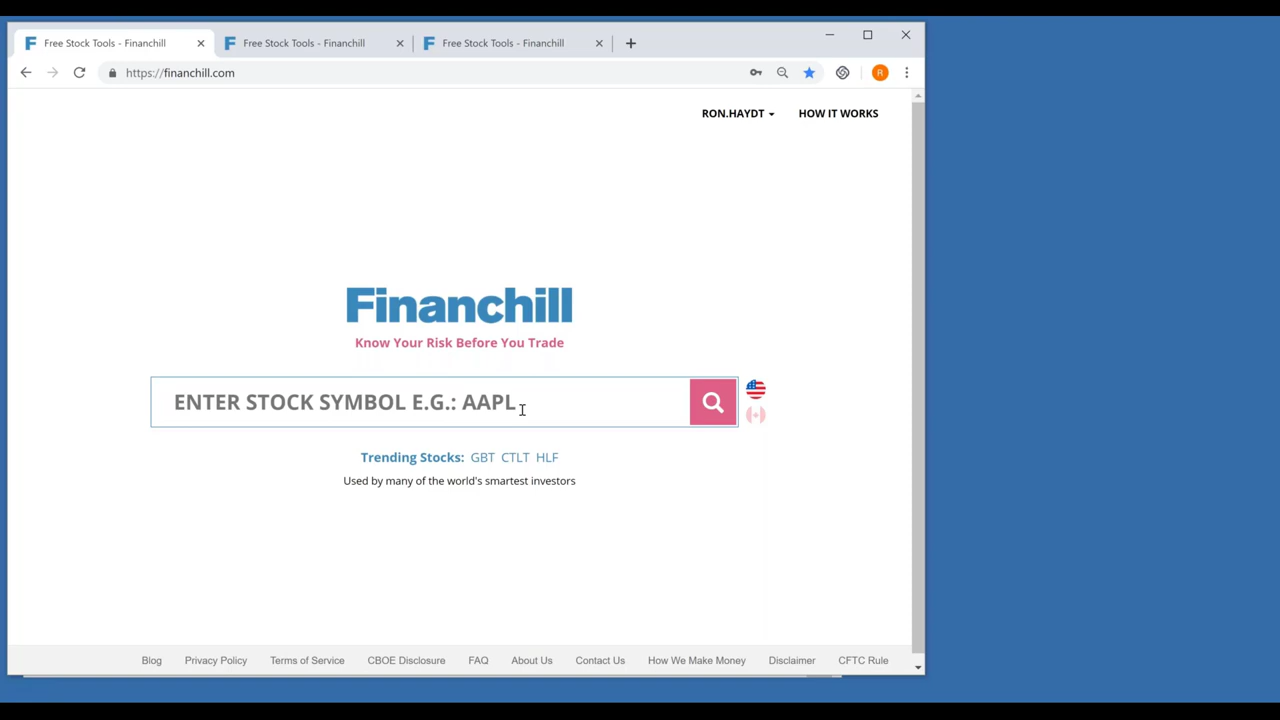 Free Stock Tools - Financhill
Free Stock Tools - Financhill
Free Stock Tools - Financhill
https://financhill.com
R
RON.HAYDT
HOW IT WORKS
Financhill
Know Your Risk Before You Trade
ENTER STOCK SYMBOL E.G.: AAPL
Trending Stocks: GBT CTLT HLF
Used by many of the world's smartest investors
Blog Privacy Policy Terms of Service CBOE Disclosure FAQ About Us Contact Us How We Make Money Disclaimer CFTC Rule